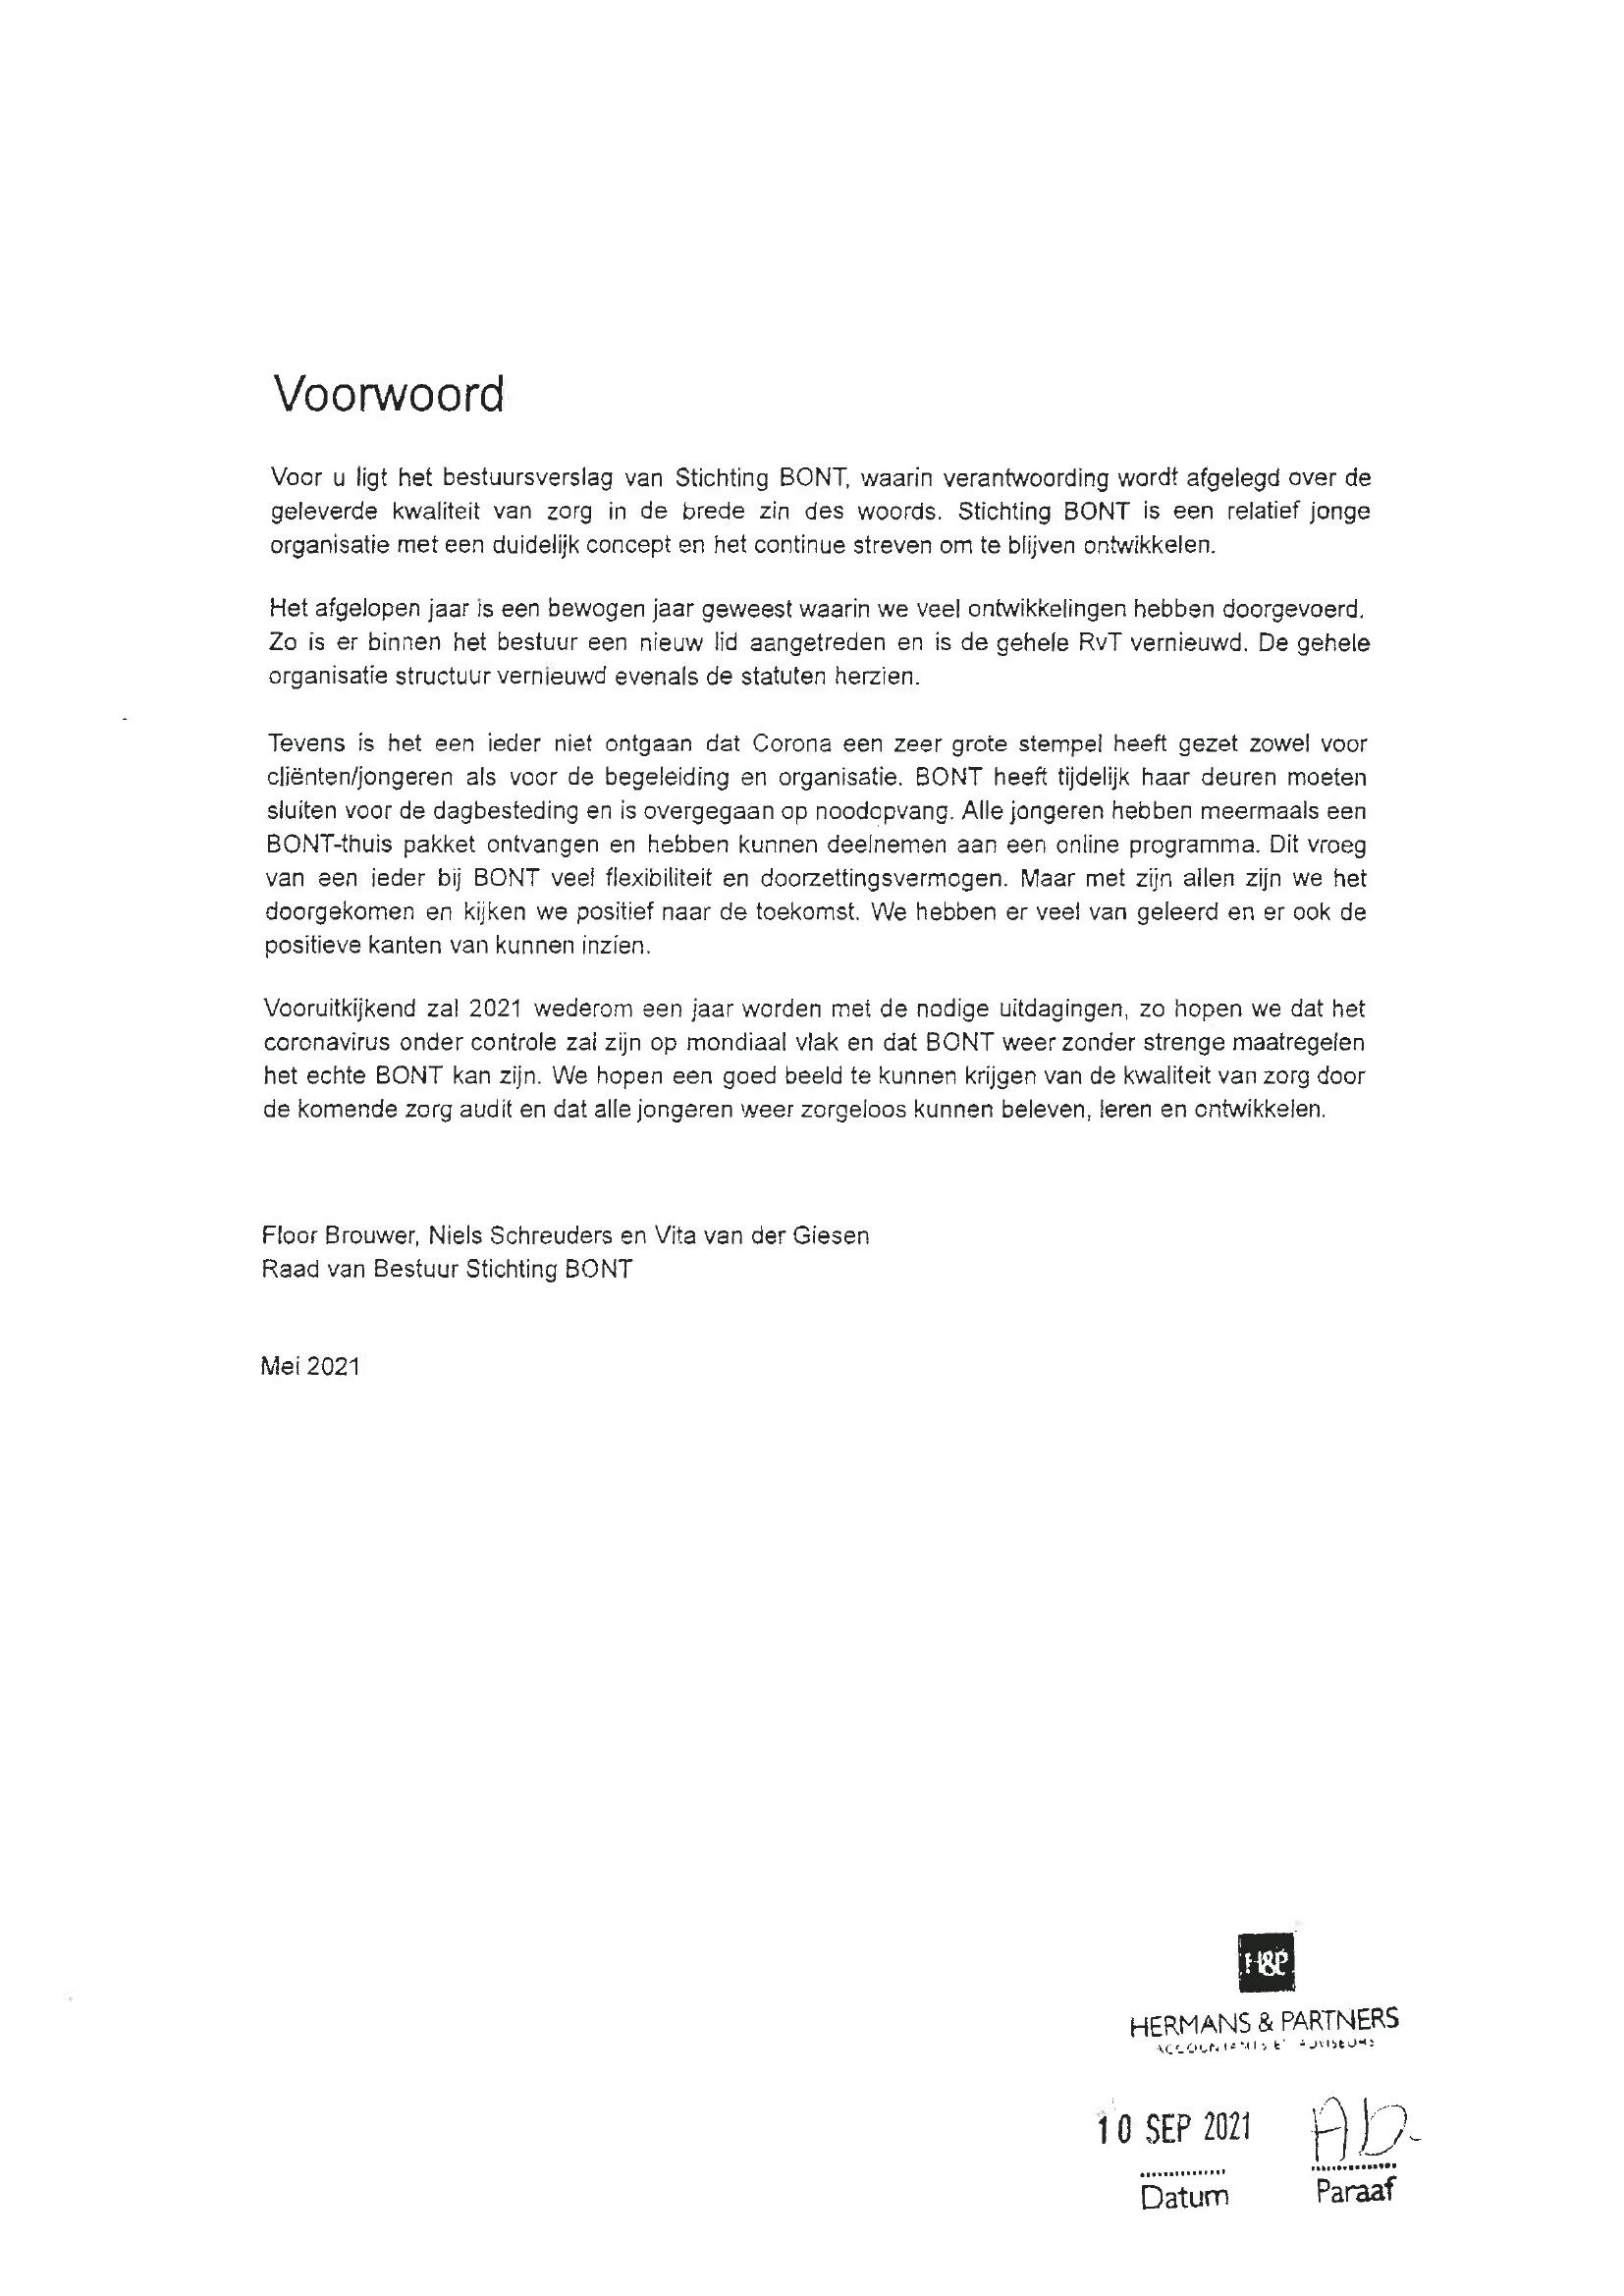 Voorwoord
Voor u ligt het bestuursverslag van Stichting BONT, waarin verantwoording wordt afgelegd over de
geleverde kwaliteit van zorg in de brede zin des woords. Stichting BONT is een relatief jonge
organisatie met een duidelijk concept en het continue streven om te blijven ontwikkelen.
Het afgelopen jaar is een bewogen jaar geweest waarin we veel ontwikkelingen hebben doorgevoerd.
Zo is er binnen het bestuur een nieuw lid aangetreden en is de gehele RvT vernieuwd. De gehele
organisatie structuur vernieuwd evenals de statuten herzien.
Tevens is het een ieder niet ontgaan dat Corona een zeer grote stempel heeft gezet zowel voor
cliënten/jongeren als voor de begeleiding en organisatie. BONT heeft tijdelijk haar deuren moeten
sluiten voor de dagbesteding en is overgegaan op noodopvang. Alle jongeren hebben meermaals een
BONT-thuis pakket ontvangen en hebben kunnen deelnemen aan een online programma. Dit vroeg
van een ieder bij BONT veel flexibiliteit en doorzettingsvermogen. Maar met zijn allen zijn we het
doorgekomen en kijken we positief naar de toekomst. We hebben er veel van geleerd en er ook de
positieve kanten van kunnen inzien.
Vooruitkijkend zal 2021 wederom een jaar worden met de nodige uitdagingen, zo hopen we dat het
coronavirus onder controle zal zijn op mondiaal vlak en dat BONT weer zonder strenge maatregelen
het echte BONT kan zijn. We hopen een goed beeld te kunnen krijgen van de kwaliteit van zorg door
de komende zorg audit en dat alle jongeren weer zorgeloos kunnen beleven, leren en ontwikkelen.
Floor Brouwer, Niels Schreuders en Vita van der Giesen
Raad van Bestuur Stichting BONT
Mei 2021
H&P
HERMANS & PARTNERS
10 SEP 2021 AD
Datum Paraaf